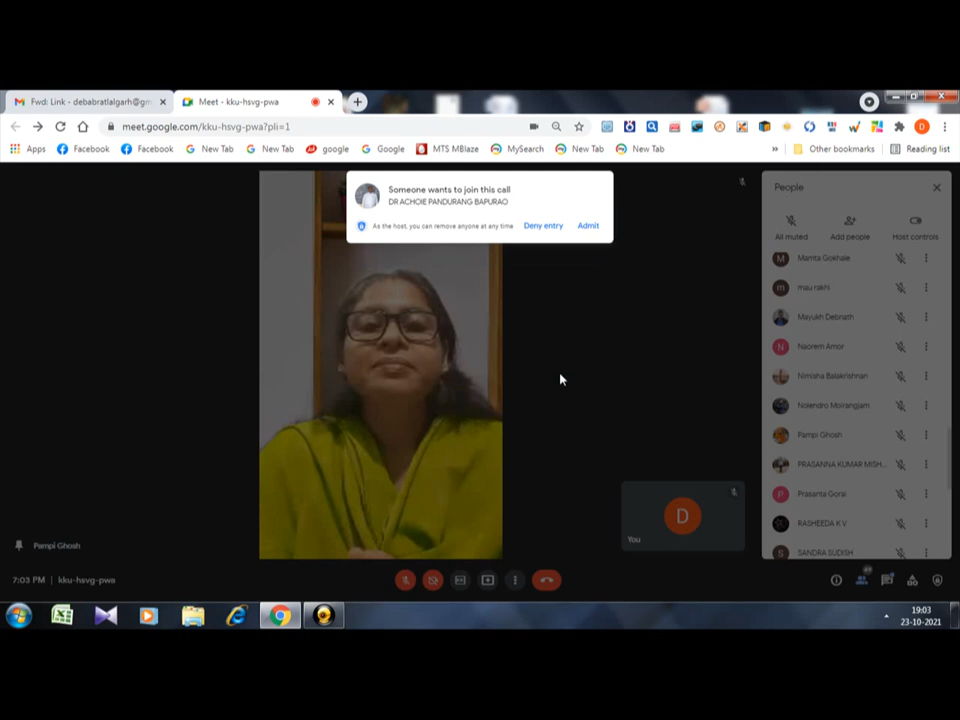 Fwd: Link - debabratlalgarh@gm
Meet - kku-hsvg-pwa
meet.google.com/kku-hsvg-pwa?pli=1
D
Apps
Facebook
Facebook
New Tab
New Tab
google
Google
MTS MBlaze
MySearch
New Tab
New Tab
»
Other bookmarks
Reading list
Someone wants to join this call
DR ACHOLE PANDURANG BAPURAO
As the host, you can remove anyone at any time
Deny entry
Admit
People
All muted
Add people
Host controls
M Mamta Gokhale
m mau rakhi
Mayukh Debnath
N Naorem Amor
Nimisha Balakrishnan
Nolendro Moirangjam
Pampi Ghosh
PRASANNA KUMAR MISH...
P Prasanta Gorai
RASHEEDA K V
S SANDRA SUDISH
D
You
Pampi Ghosh
7:03 PM | kku-hsvg-pwa
19:03
23-10-2021